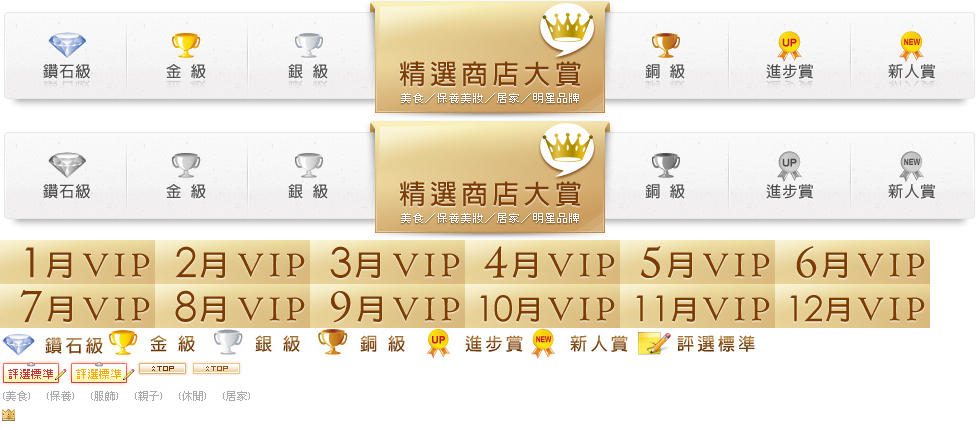 鑽石級 金級 銀級 精選商店大賞 銅級 UP 進步賞 NEW 新人賞
美食／保養美妝／居家／明星品牌
鑽石級 金級 銀級 精選商店大賞 銅級 UP 進步賞 NEW 新人賞
美食／保養美妝／居家／明星品牌
1月VIP 2月VIP 3月VIP 4月VIP 5月VIP 6月VIP
7月VIP 8月VIP 9月VIP 10月VIP 11月VIP 12月VIP
鑽石級 金級 銀級 銅級 UP 進步賞 NEW 新人賞 評選標準
評選標準 評選標準 TOP TOP
(美食) (保養) (服飾) (親子) (休閒) (居家)